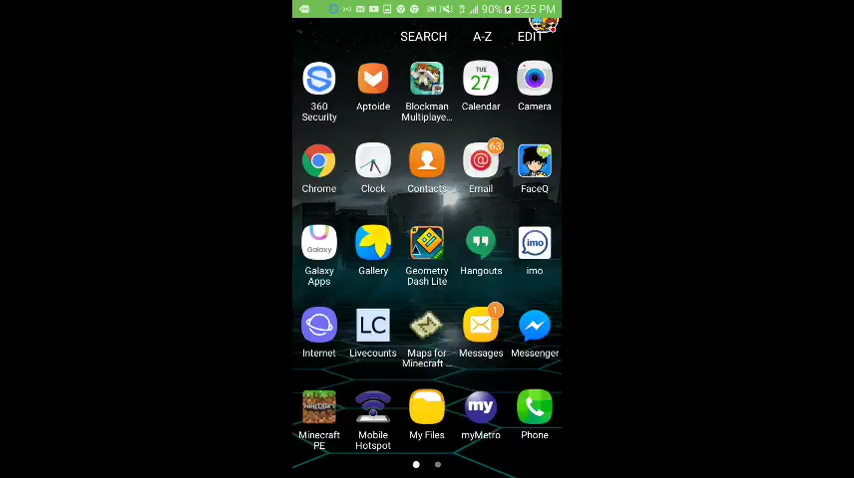 90% 6:25 PM
SEARCH A-Z EDIT
TUE
27
360 Security
Aptoide
Blockman Multiplaye...
Calendar
Camera
63
Chrome
Clock
Contacts
Email
FaceQ
Galaxy
imo
Galaxy Apps
Gallery
Geometry Dash Lite
Hangouts
imo
LC
1
Internet
Livecounts
Maps for Minecraft ...
Messages
Messenger
MINECRAFT
my
Minecraft PE
Mobile Hotspot
My Files
myMetro
Phone